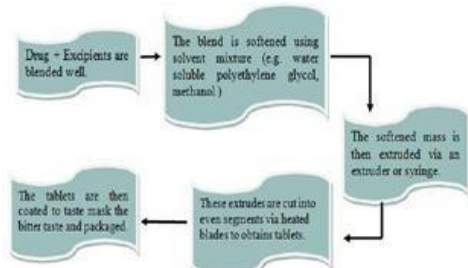 Drug + Excipients are
blended well.
The blend is softened using
solvent mixture (e.g. water
soluble polyethylene glycol,
methanol )
The softened mass is
then extruded via an
extruder or syringe.
These extrudes are cut into
even segments via heated
blades to obtains tablets.
The tablets are then
coated to taste mask the
bitter taste and packaged.